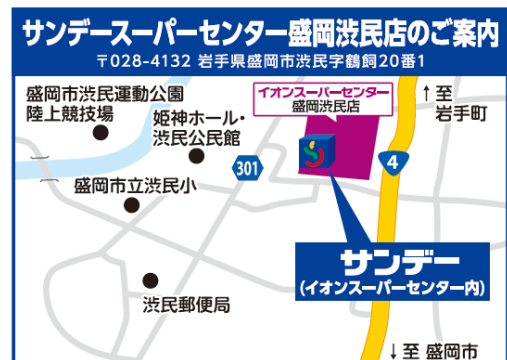 サンデースーパーセンター盛岡渋民店のご案内
〒028-4132 岩手県盛岡市渋民字鶴飼20番1
盛岡市渋民運動公園
陸上競技場
姫神ホール・
渋民公民館
イオンスーパーセンター
盛岡渋民店
↑至
岩手町
301
4
盛岡市立渋民小
サンデー
(イオンスーパーセンター内)
渋民郵便局
↓至 盛岡市